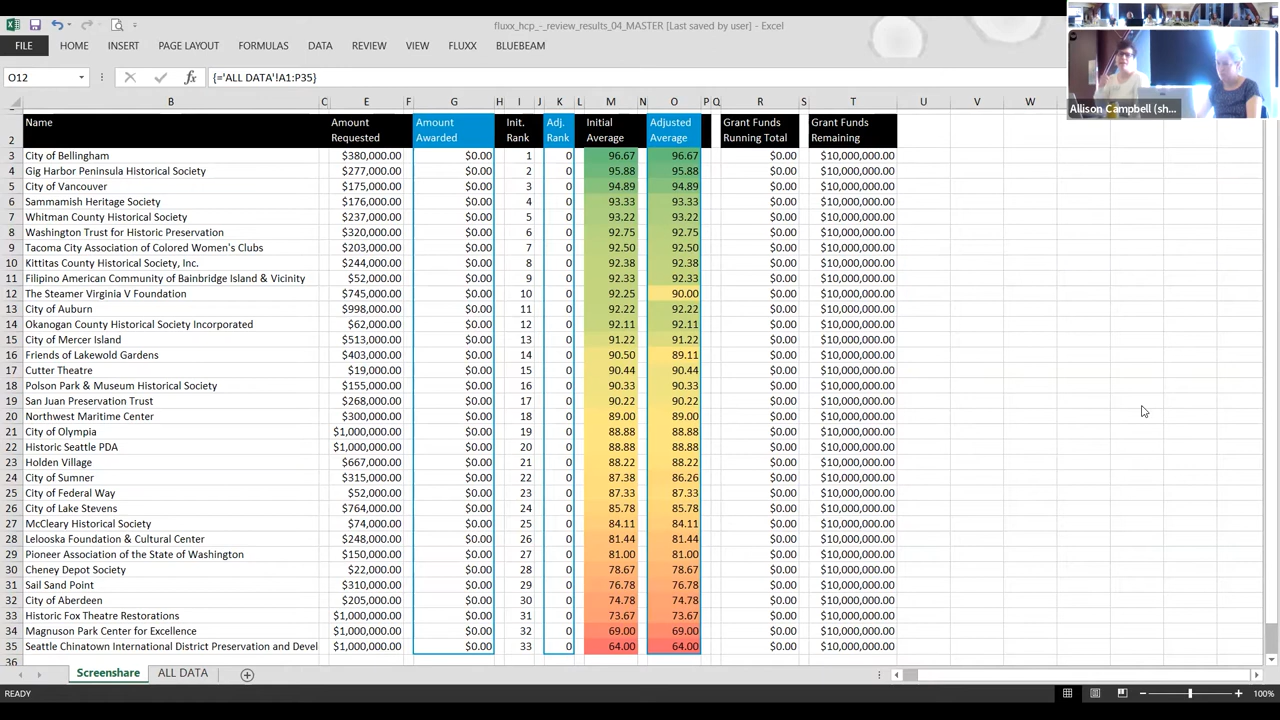 fluxx_hcp_-_review_results_04_MASTER [Last saved by user] - Excel
FILE HOME INSERT PAGE LAYOUT FORMULAS DATA REVIEW VIEW FLUXX BLUEBEAM
Allison Campbell (sh...
O12 fx {='ALL DATA'!A1:P35}
B C E F G H I J K L M N O P Q R S T U V W
2 Name Amount Requested Amount Awarded Init. Rank Adj. Rank Initial Average Adjusted Average Grant Funds Running Total Grant Funds Remaining
3 City of Bellingham $380,000.00 $0.00 1 0 96.67 96.67 $0.00 $10,000,000.00
4 Gig Harbor Peninsula Historical Society $277,000.00 $0.00 2 0 95.88 95.88 $0.00 $10,000,000.00
5 City of Vancouver $175,000.00 $0.00 3 0 94.89 94.89 $0.00 $10,000,000.00
6 Sammamish Heritage Society $176,000.00 $0.00 4 0 93.33 93.33 $0.00 $10,000,000.00
7 Whitman County Historical Society $237,000.00 $0.00 5 0 93.22 93.22 $0.00 $10,000,000.00
8 Washington Trust for Historic Preservation $320,000.00 $0.00 6 0 92.75 92.75 $0.00 $10,000,000.00
9 Tacoma City Association of Colored Women's Clubs $203,000.00 $0.00 7 0 92.50 92.50 $0.00 $10,000,000.00
10 Kittitas County Historical Society, Inc. $244,000.00 $0.00 8 0 92.38 92.38 $0.00 $10,000,000.00
11 Filipino American Community of Bainbridge Island & Vicinity $52,000.00 $0.00 9 0 92.33 92.33 $0.00 $10,000,000.00
12 The Steamer Virginia V Foundation $745,000.00 $0.00 10 0 92.25 90.00 $0.00 $10,000,000.00
13 City of Auburn $998,000.00 $0.00 11 0 92.22 92.22 $0.00 $10,000,000.00
14 Okanogan County Historical Society Incorporated $62,000.00 $0.00 12 0 92.11 92.11 $0.00 $10,000,000.00
15 City of Mercer Island $513,000.00 $0.00 13 0 91.22 91.22 $0.00 $10,000,000.00
16 Friends of Lakewold Gardens $403,000.00 $0.00 14 0 90.50 89.11 $0.00 $10,000,000.00
17 Cutter Theatre $19,000.00 $0.00 15 0 90.44 90.44 $0.00 $10,000,000.00
18 Polson Park & Museum Historical Society $155,000.00 $0.00 16 0 90.33 90.33 $0.00 $10,000,000.00
19 San Juan Preservation Trust $268,000.00 $0.00 17 0 90.22 90.22 $0.00 $10,000,000.00
20 Northwest Maritime Center $300,000.00 $0.00 18 0 89.00 89.00 $0.00 $10,000,000.00
21 City of Olympia $1,000,000.00 $0.00 19 0 88.88 88.88 $0.00 $10,000,000.00
22 Historic Seattle PDA $1,000,000.00 $0.00 20 0 88.88 88.88 $0.00 $10,000,000.00
23 Holden Village $667,000.00 $0.00 21 0 88.22 88.22 $0.00 $10,000,000.00
24 City of Sumner $315,000.00 $0.00 22 0 87.38 86.26 $0.00 $10,000,000.00
25 City of Federal Way $52,000.00 $0.00 23 0 87.33 87.33 $0.00 $10,000,000.00
26 City of Lake Stevens $764,000.00 $0.00 24 0 85.78 85.78 $0.00 $10,000,000.00
27 McCleary Historical Society $74,000.00 $0.00 25 0 84.11 84.11 $0.00 $10,000,000.00
28 Lelooska Foundation & Cultural Center $248,000.00 $0.00 26 0 81.44 81.44 $0.00 $10,000,000.00
29 Pioneer Association of the State of Washington $150,000.00 $0.00 27 0 81.00 81.00 $0.00 $10,000,000.00
30 Cheney Depot Society $22,000.00 $0.00 28 0 78.67 78.67 $0.00 $10,000,000.00
31 Sail Sand Point $310,000.00 $0.00 29 0 76.78 76.78 $0.00 $10,000,000.00
32 City of Aberdeen $205,000.00 $0.00 30 0 74.78 74.78 $0.00 $10,000,000.00
33 Historic Fox Theatre Restorations $1,000,000.00 $0.00 31 0 73.67 73.67 $0.00 $10,000,000.00
34 Magnuson Park Center for Excellence $1,000,000.00 $0.00 32 0 69.00 69.00 $0.00 $10,000,000.00
35 Seattle Chinatown International District Preservation and Devel $1,000,000.00 $0.00 33 0 64.00 64.00 $0.00 $10,000,000.00
36
Screenshare ALL DATA
READY 100%